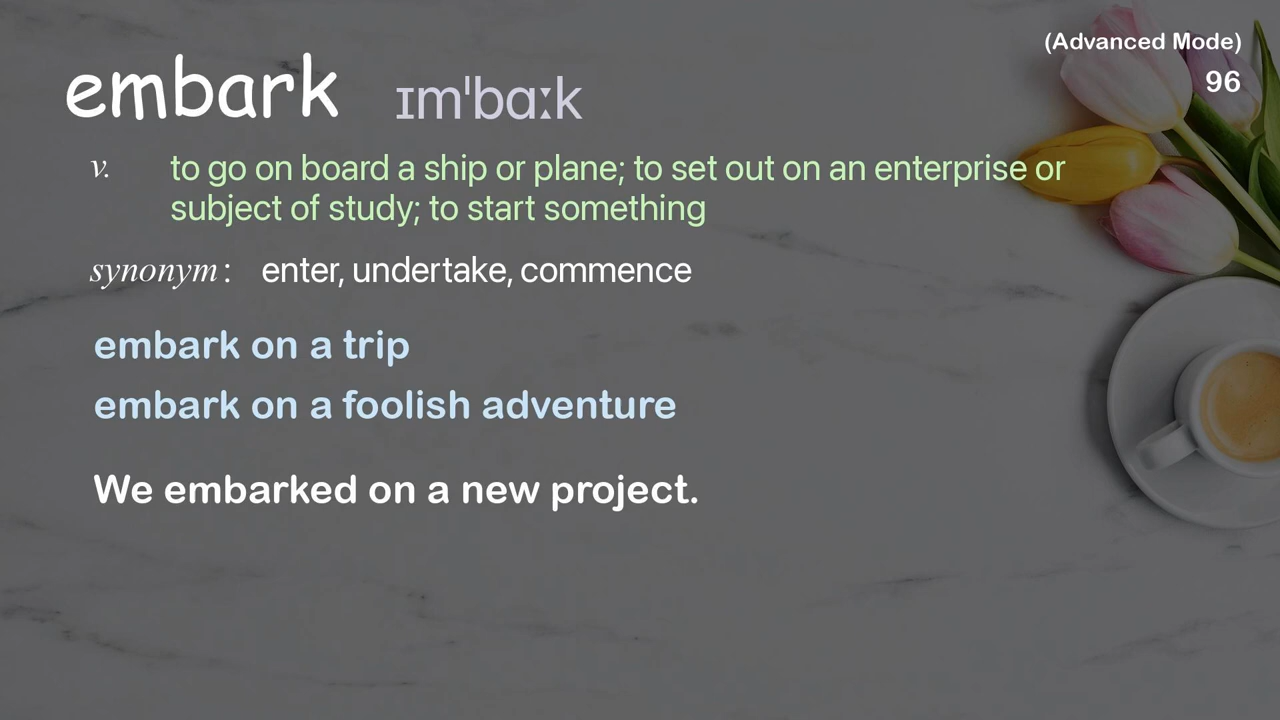 (Advanced Mode)
96
embark ɪmˈbɑːk
v. to go on board a ship or plane; to set out on an enterprise or
subject of study; to start something
synonym: enter, undertake, commence
embark on a trip
embark on a foolish adventure
We embarked on a new project.